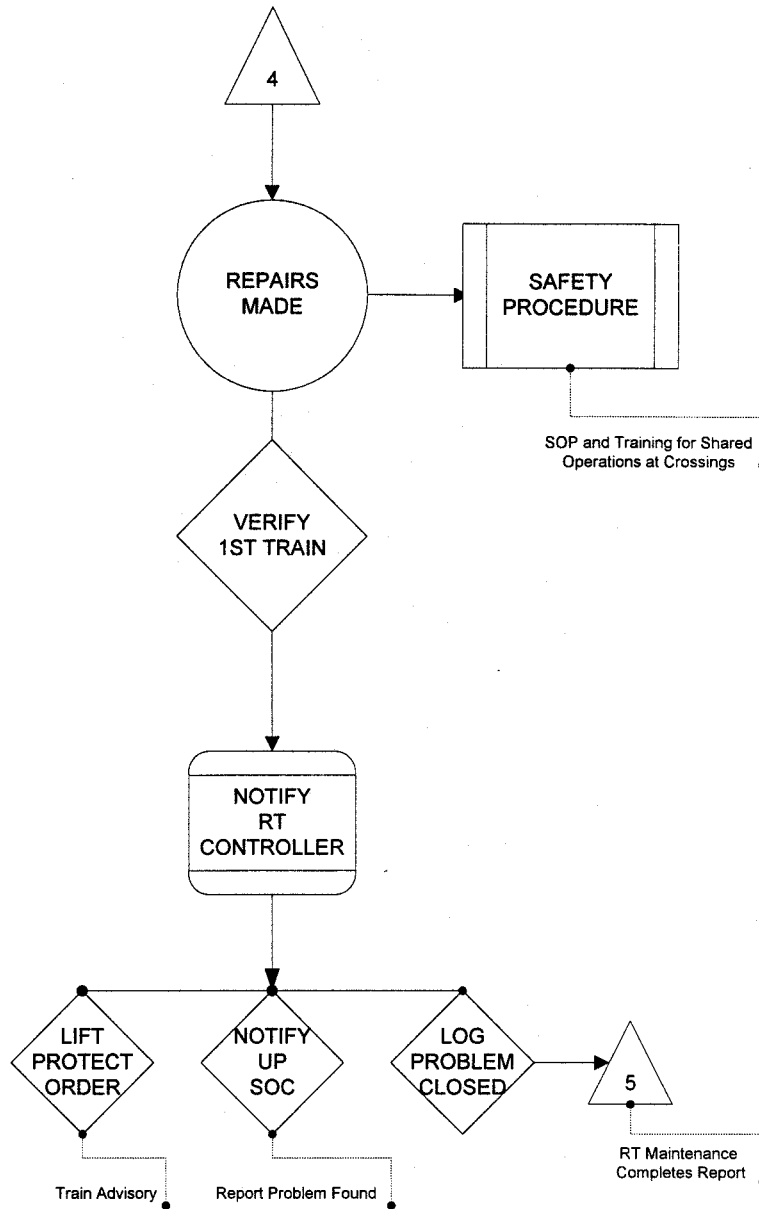 4
REPAIRS
MADE
SAFETY
PROCEDURE
SOP and Training for Shared
Operations at Crossings
VERIFY
1ST TRAIN
NOTIFY
RT
CONTROLLER
LIFT
PROTECT
ORDER
NOTIFY
UP
SOC
LOG
PROBLEM
CLOSED
5
Train Advisory
Report Problem Found
RT Maintenance
Completes Report